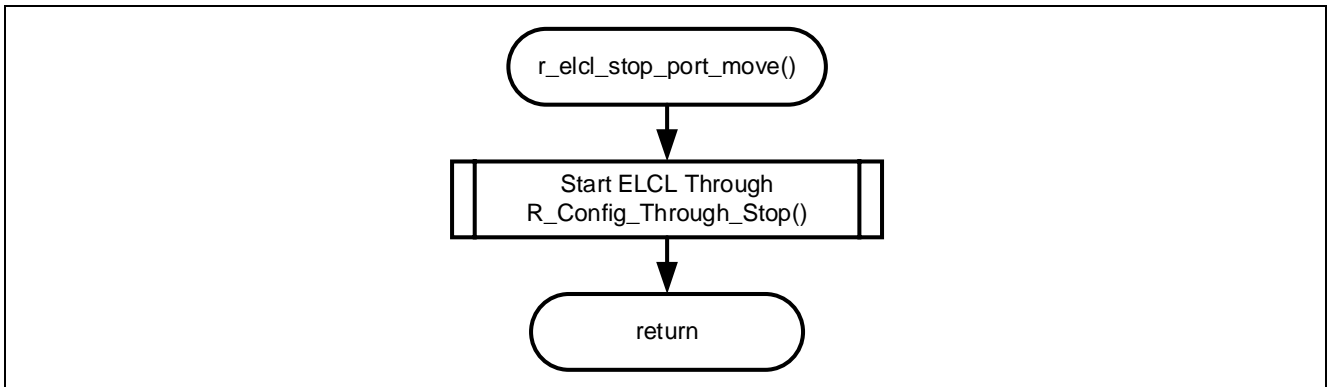 r_elcl_stop_port_move()
Start ELCL Through
R_Config_Through_Stop()
return